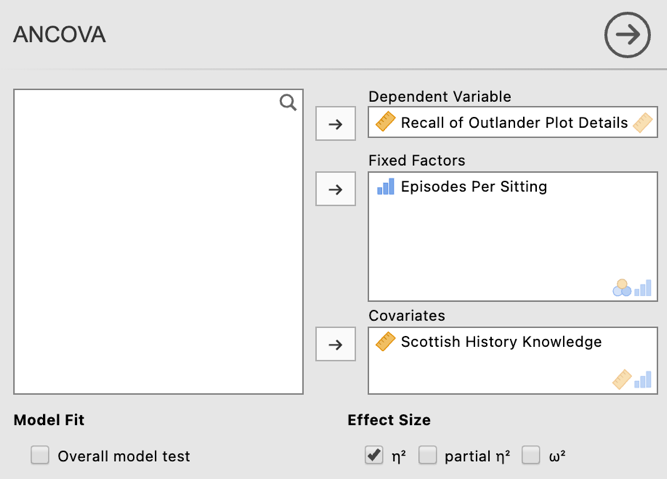 ANCOVA
Dependent Variable
Recall of Outlander Plot Details
Fixed Factors
Episodes Per Sitting
Covariates
Scottish History Knowledge
Model Fit
Effect Size
Overall model test
η² partial η² ω²